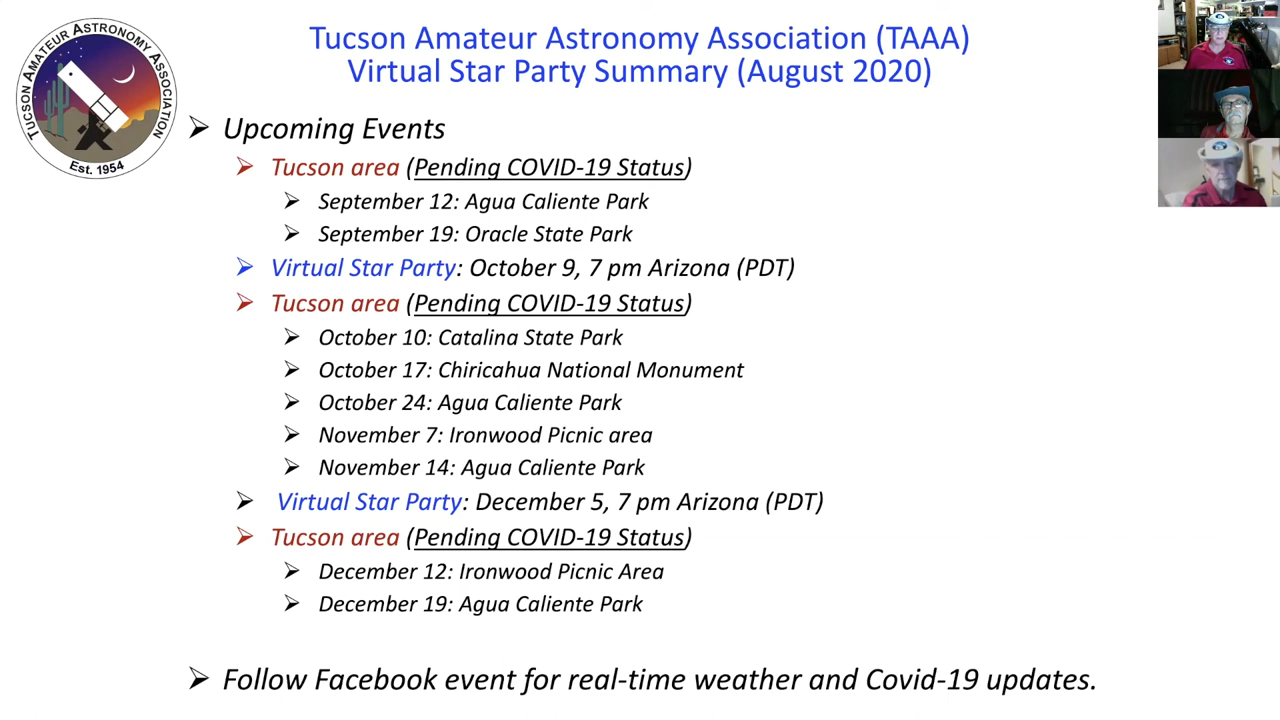 TUCSON AMATEUR ASTRONOMY ASSOCIATION
Est. 1954
Tucson Amateur Astronomy Association (TAAA)
Virtual Star Party Summary (August 2020)
Upcoming Events
Tucson area (Pending COVID-19 Status)
September 12: Agua Caliente Park
September 19: Oracle State Park
Virtual Star Party: October 9, 7 pm Arizona (PDT)
Tucson area (Pending COVID-19 Status)
October 10: Catalina State Park
October 17: Chiricahua National Monument
October 24: Agua Caliente Park
November 7: Ironwood Picnic area
November 14: Agua Caliente Park
Virtual Star Party: December 5, 7 pm Arizona (PDT)
Tucson area (Pending COVID-19 Status)
December 12: Ironwood Picnic Area
December 19: Agua Caliente Park
Follow Facebook event for real-time weather and Covid-19 updates.